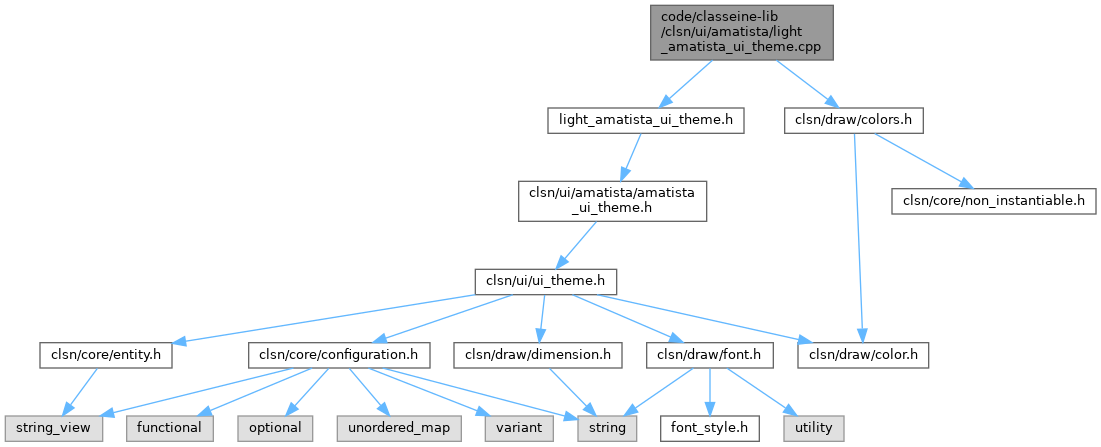 code/classeine-lib
/clsn/ui/amatista/light
_amatista_ui_theme.cpp
light_amatista_ui_theme.h
clsn/draw/colors.h
clsn/ui/amatista/amatista
_ui_theme.h
clsn/core/non_instantiable.h
clsn/ui/ui_theme.h
clsn/core/entity.h
clsn/core/configuration.h
clsn/draw/dimension.h
clsn/draw/font.h
clsn/draw/color.h
string_view
functional
optional
unordered_map
variant
string
font_style.h
utility